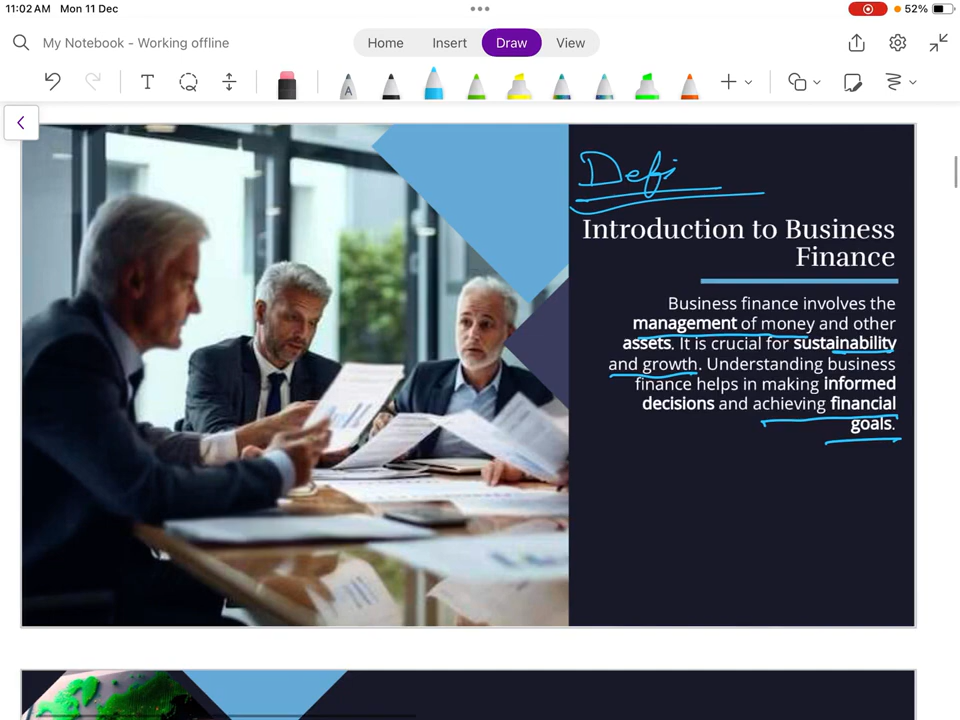 11:02 AM Mon 11 Dec
52%
My Notebook - Working offline
Home Insert Draw View
T
A
Defi
Introduction to Business
Finance
Business finance involves the
management of money and other
assets. It is crucial for sustainability
and growth. Understanding business
finance helps in making informed
decisions and achieving financial
goals.